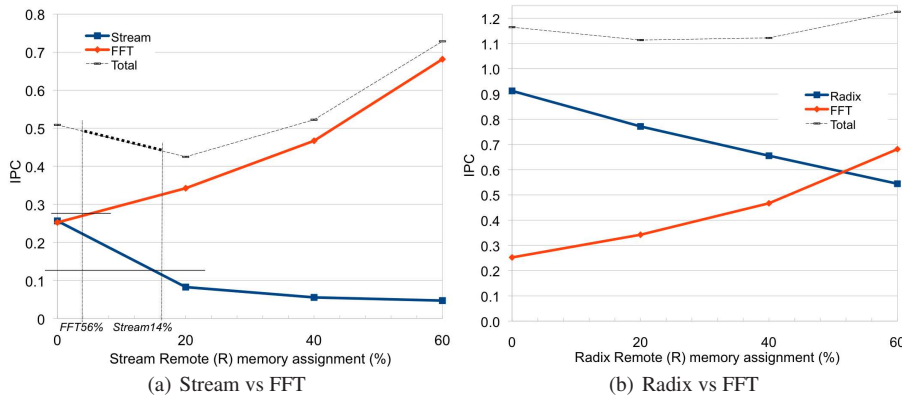 0.8
0.7
0.6
0.5
0.4
0.3
0.2
0.1
0
IPC
Stream
FFT
Total
FFT56%
Stream14%
0
20
40
60
Stream Remote (R) memory assignment (%)
(a) Stream vs FFT
1.2
1.1
1.0
0.9
0.8
0.7
0.6
0.5
0.4
0.3
0.2
0.1
0.0
IPC
Radix
FFT
Total
0
20
40
60
Radix Remote (R) memory assignment (%)
(b) Radix vs FFT